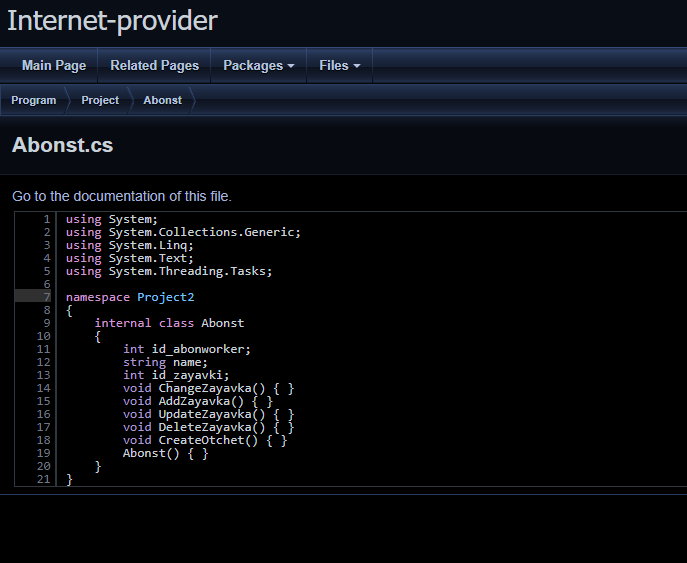 Internet-provider
Main Page Related Pages Packages Files
Program Project Abonst
Abonst.cs
Go to the documentation of this file.
1 using System;
2 using System.Collections.Generic;
3 using System.Linq;
4 using System.Text;
5 using System.Threading.Tasks;
6
7 namespace Project2
8 {
9     internal class Abonst
10     {
11         int id_abonworker;
12         string name;
13         int id_zayavki;
14         void ChangeZayavka() { }
15         void AddZayavka() { }
16         void UpdateZayavka() { }
17         void DeleteZayavka() { }
18         void CreateOtchet() { }
19         Abonst() { }
20     }
21 }